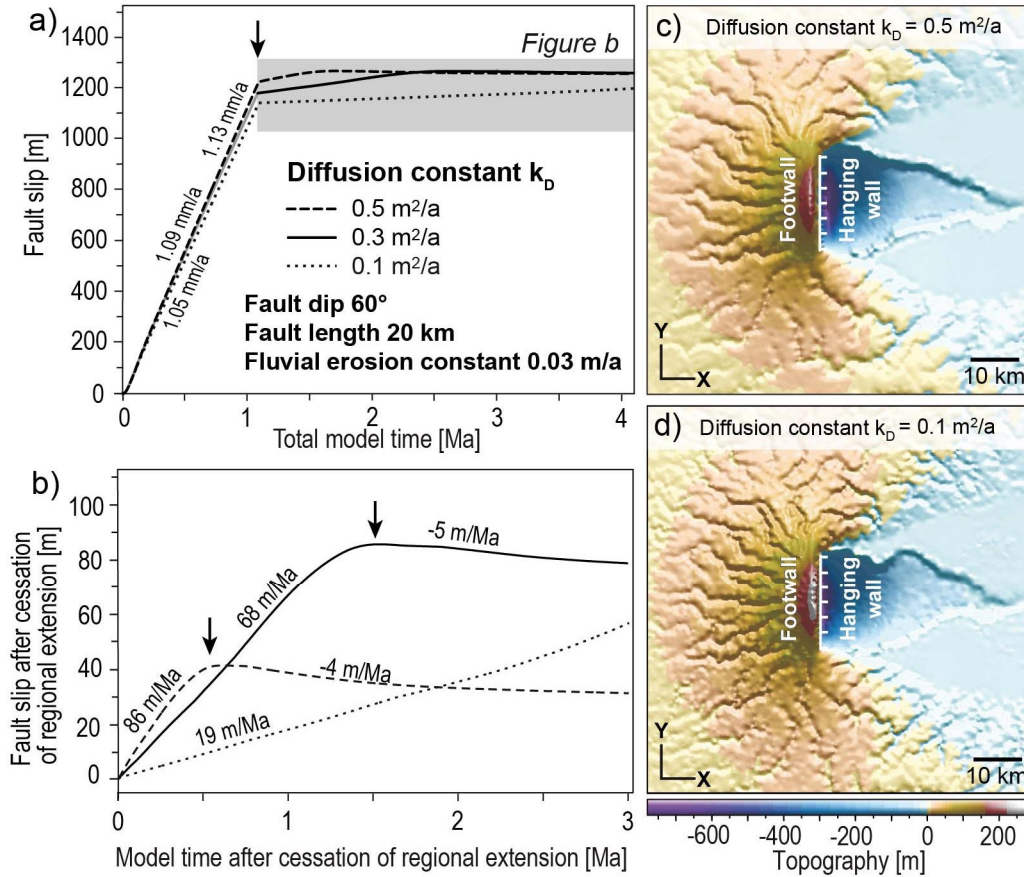 a)
1400
1200
1000
800
600
400
200
0
Fault slip [m]
Figure b
1.13 mm/a
1.09 mm/a
1.05 mm/a
Diffusion constant k_D
0.5 m²/a
0.3 m²/a
0.1 m²/a
Fault dip 60°
Fault length 20 km
Fluvial erosion constant 0.03 m/a
0 1 2 3 4
Total model time [Ma]
b)
100
80
60
40
20
0
Fault slip after cessation
of regional extension [m]
86 m/Ma
68 m/Ma
-5 m/Ma
-4 m/Ma
19 m/Ma
0 1 2 3
Model time after cessation of regional extension [Ma]
c) Diffusion constant k_D = 0.5 m²/a
Footwall
Hanging
wall
Y
X
10 km
d) Diffusion constant k_D = 0.1 m²/a
Footwall
Hanging
wall
Y
X
10 km
-600 -400 -200 0 200
Topography [m]